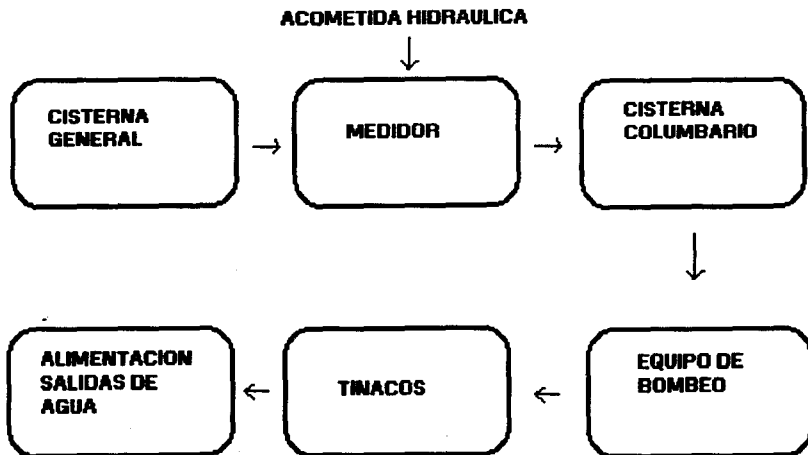 ACOMETIDA HIDRAULICA
CISTERNA
GENERAL
MEDIDOR
CISTERNA
COLUMBARIO
ALIMENTACION
SALIDAS DE
AGUA
TINACOS
EQUIPO DE
BOMBEO